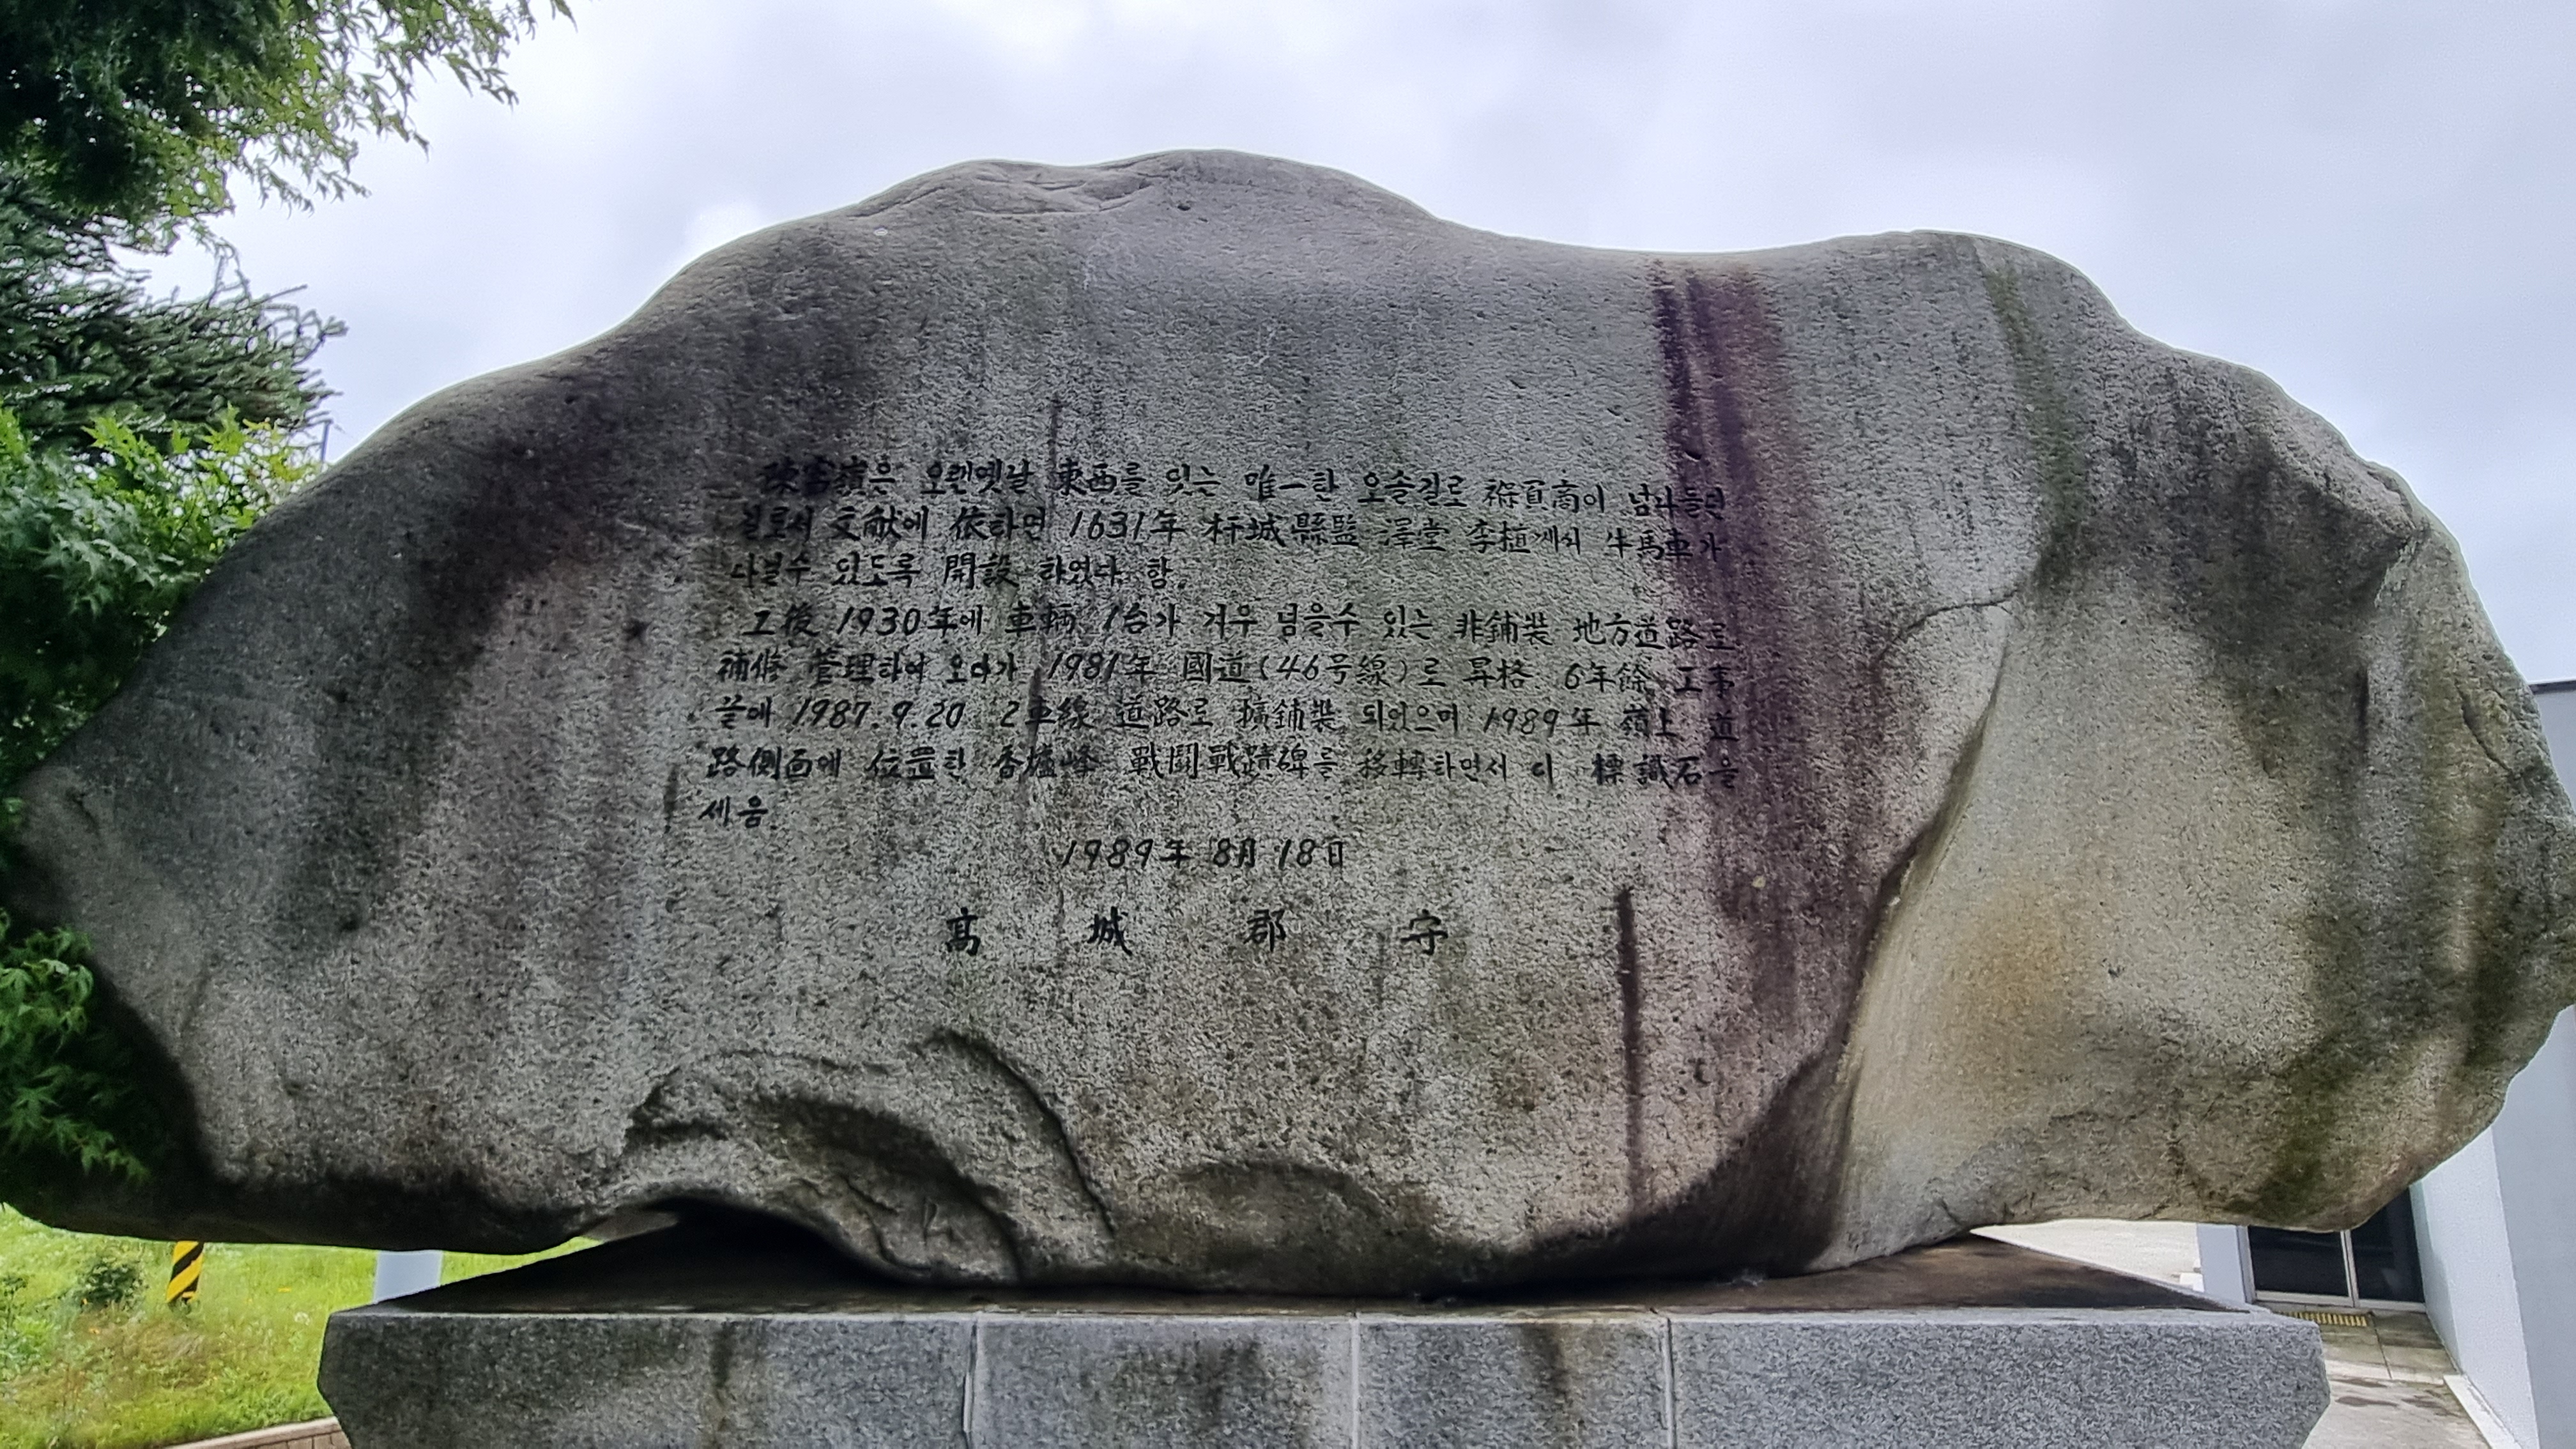 陳富嶺은 오랜옛날 東西를 잇는 唯一한 오솔길로 褓負商이 넘나들던
길로서 文献에 依하면 1631年 杆城縣監 澤堂 李植께서 牛馬車가
다닐수 있도록 開設 하였다 함.
그後 1930年에 車輌 1台가 겨우 넘을수 있는 非鋪裝 地方道路로
補修 管理하여 오다가 1981年 國道(46号線)로 昇格. 6年餘 工事
끝에 1987.9.20 2車線 道路로 擴鋪裝 되었으며 1989年 嶺上 道
路側面에 位置한 香爐峰 戰鬪戰蹟碑를 移轉하면서 이 標識石을
세움.
1989年 8月 18日
高城郡守